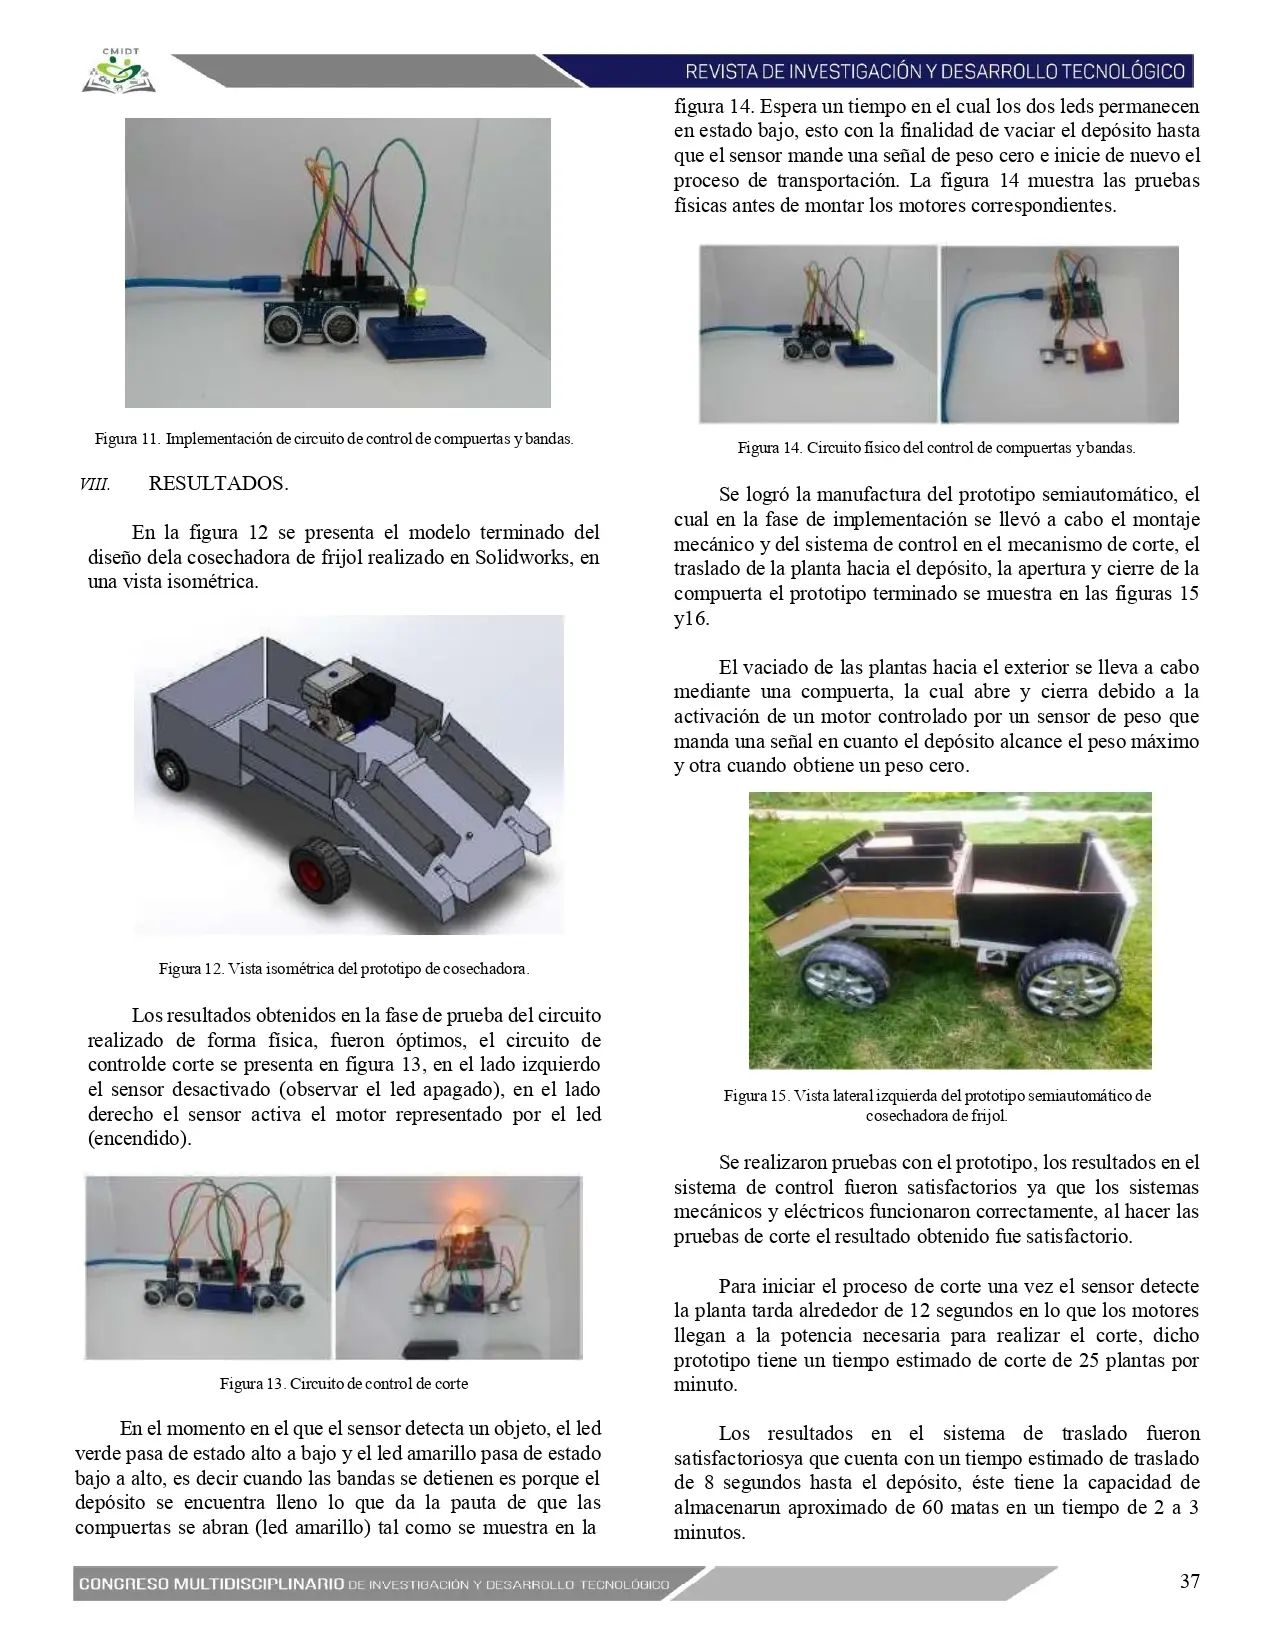 CMIDT
REVISTA DE INVESTIGACIÓN Y DESARROLLO TECNOLÓGICO
Figura 11. Implementación de circuito de control de compuertas y bandas.
VIII. RESULTADOS.
En la figura 12 se presenta el modelo terminado del
diseño dela cosechadora de frijol realizado en Solidworks, en
una vista isométrica.
Figura 12. Vista isométrica del prototipo de cosechadora.
Los resultados obtenidos en la fase de prueba del circuito
realizado de forma física, fueron óptimos, el circuito de
controlde corte se presenta en figura 13, en el lado izquierdo
el sensor desactivado (observar el led apagado), en el lado
derecho el sensor activa el motor representado por el led
(encendido).
Figura 13. Circuito de control de corte
En el momento en el que el sensor detecta un objeto, el led
verde pasa de estado alto a bajo y el led amarillo pasa de estado
bajo a alto, es decir cuando las bandas se detienen es porque el
depósito se encuentra lleno lo que da la pauta de que las
compuertas se abran (led amarillo) tal como se muestra en la
figura 14. Espera un tiempo en el cual los dos leds permanecen
en estado bajo, esto con la finalidad de vaciar el depósito hasta
que el sensor mande una señal de peso cero e inicie de nuevo el
proceso de transportación. La figura 14 muestra las pruebas
físicas antes de montar los motores correspondientes.
Figura 14. Circuito físico del control de compuertas y bandas.
Se logró la manufactura del prototipo semiautomático, el
cual en la fase de implementación se llevó a cabo el montaje
mecánico y del sistema de control en el mecanismo de corte, el
traslado de la planta hacia el depósito, la apertura y cierre de la
compuerta el prototipo terminado se muestra en las figuras 15
y16.
El vaciado de las plantas hacia el exterior se lleva a cabo
mediante una compuerta, la cual abre y cierra debido a la
activación de un motor controlado por un sensor de peso que
manda una señal en cuanto el depósito alcance el peso máximo
y otra cuando obtiene un peso cero.
Figura 15. Vista lateral izquierda del prototipo semiautomático de
cosechadora de frijol.
Se realizaron pruebas con el prototipo, los resultados en el
sistema de control fueron satisfactorios ya que los sistemas
mecánicos y eléctricos funcionaron correctamente, al hacer las
pruebas de corte el resultado obtenido fue satisfactorio.
Para iniciar el proceso de corte una vez el sensor detecte
la planta tarda alrededor de 12 segundos en lo que los motores
llegan a la potencia necesaria para realizar el corte, dicho
prototipo tiene un tiempo estimado de corte de 25 plantas por
minuto.
Los resultados en el sistema de traslado fueron
satisfactoriosya que cuenta con un tiempo estimado de traslado
de 8 segundos hasta el depósito, éste tiene la capacidad de
almacenarun aproximado de 60 matas en un tiempo de 2 a 3
minutos.
CONGRESO MULTIDISCIPLINARIO DE INVESTIGACIÓN Y DESARROLLO TECNOLÓGICO
37